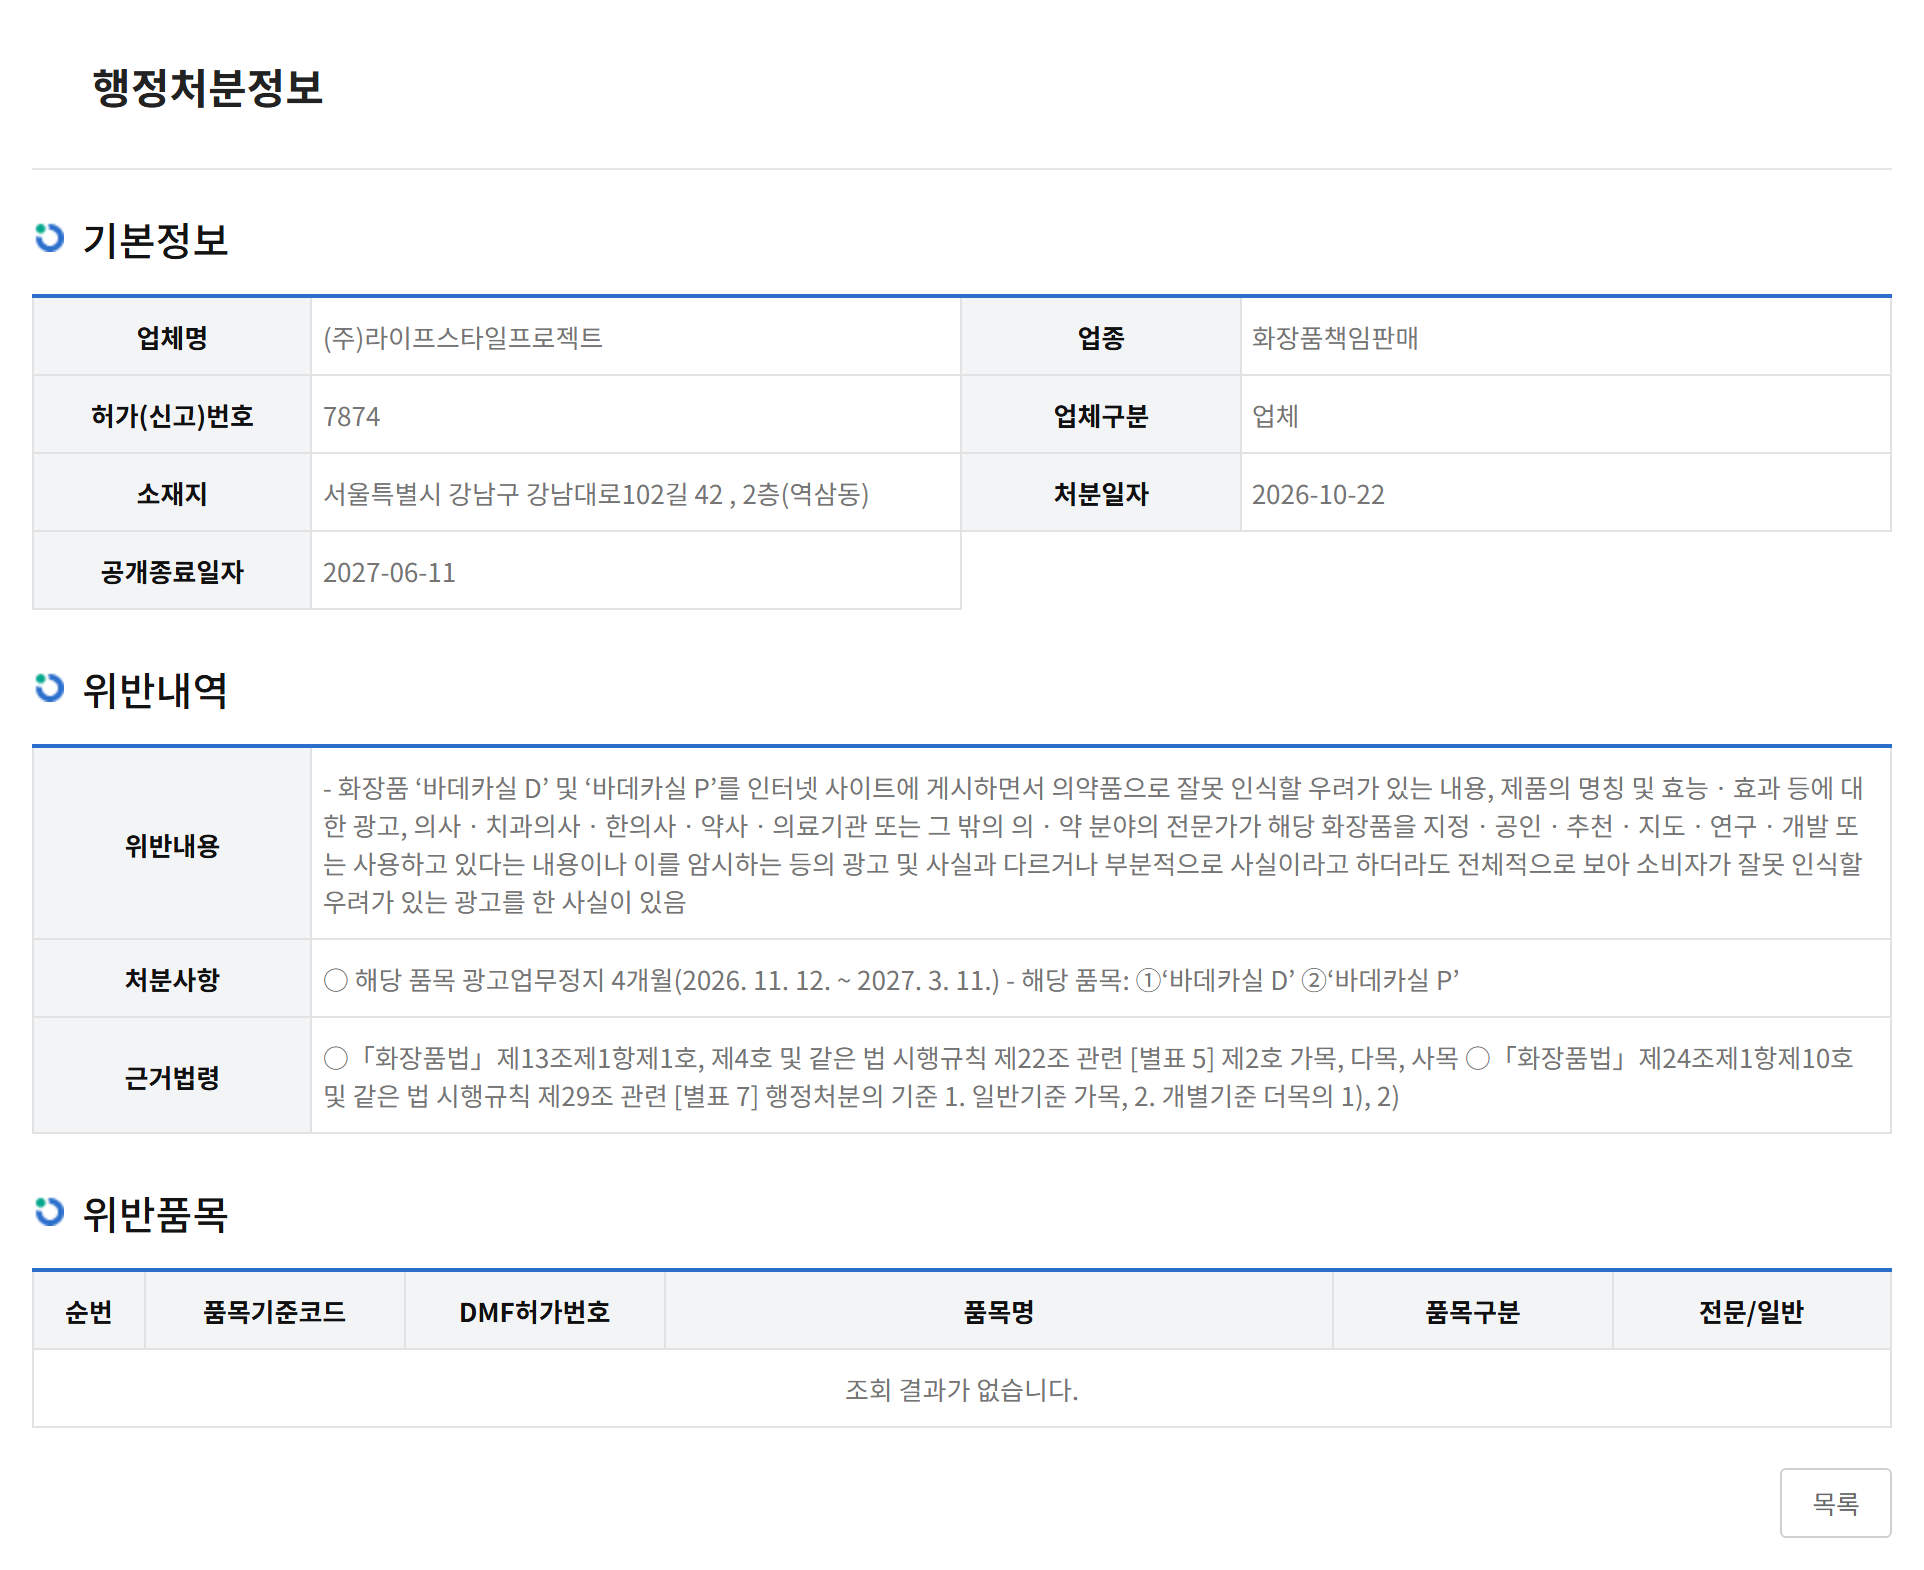 행정처분정보
기본정보
업체명 (주)라이프스타일프로젝트 업종 화장품책임판매
허가(신고)번호 7874 업체구분 업체
소재지 서울특별시 강남구 강남대로102길 42 , 2층(역삼동) 처분일자 2026-10-22
공개종료일자 2027-06-11
위반내역
위반내용
- 화장품 ‘바데카실 D’ 및 ‘바데카실 P’를 인터넷 사이트에 게시하면서 의약품으로 잘못 인식할 우려가 있는 내용, 제품의 명칭 및 효능 · 효과 등에 대
한 광고, 의사 · 치과의사 · 한의사 · 약사 · 의료기관 또는 그 밖의 의 · 약 분야의 전문가가 해당 화장품을 지정 · 공인 · 추천 · 지도 · 연구 · 개발 또
는 사용하고 있다는 내용이나 이를 암시하는 등의 광고 및 사실과 다르거나 부분적으로 사실이라고 하더라도 전체적으로 보아 소비자가 잘못 인식할
우려가 있는 광고를 한 사실이 있음
처분사항 ○ 해당 품목 광고업무정지 4개월(2026. 11. 12. ~ 2027. 3. 11.) - 해당 품목: ①‘바데카실 D’ ②‘바데카실 P’
근거법령
○「화장품법」제13조제1항제1호, 제4호 및 같은 법 시행규칙 제22조 관련 [별표 5] 제2호 가목, 다목, 사목 ○「화장품법」제24조제1항제10호
및 같은 법 시행규칙 제29조 관련 [별표 7] 행정처분의 기준 1. 일반기준 가목, 2. 개별기준 더목의 1), 2)
위반품목
순번 품목기준코드 DMF허가번호 품목명 품목구분 전문/일반
조회 결과가 없습니다.
목록